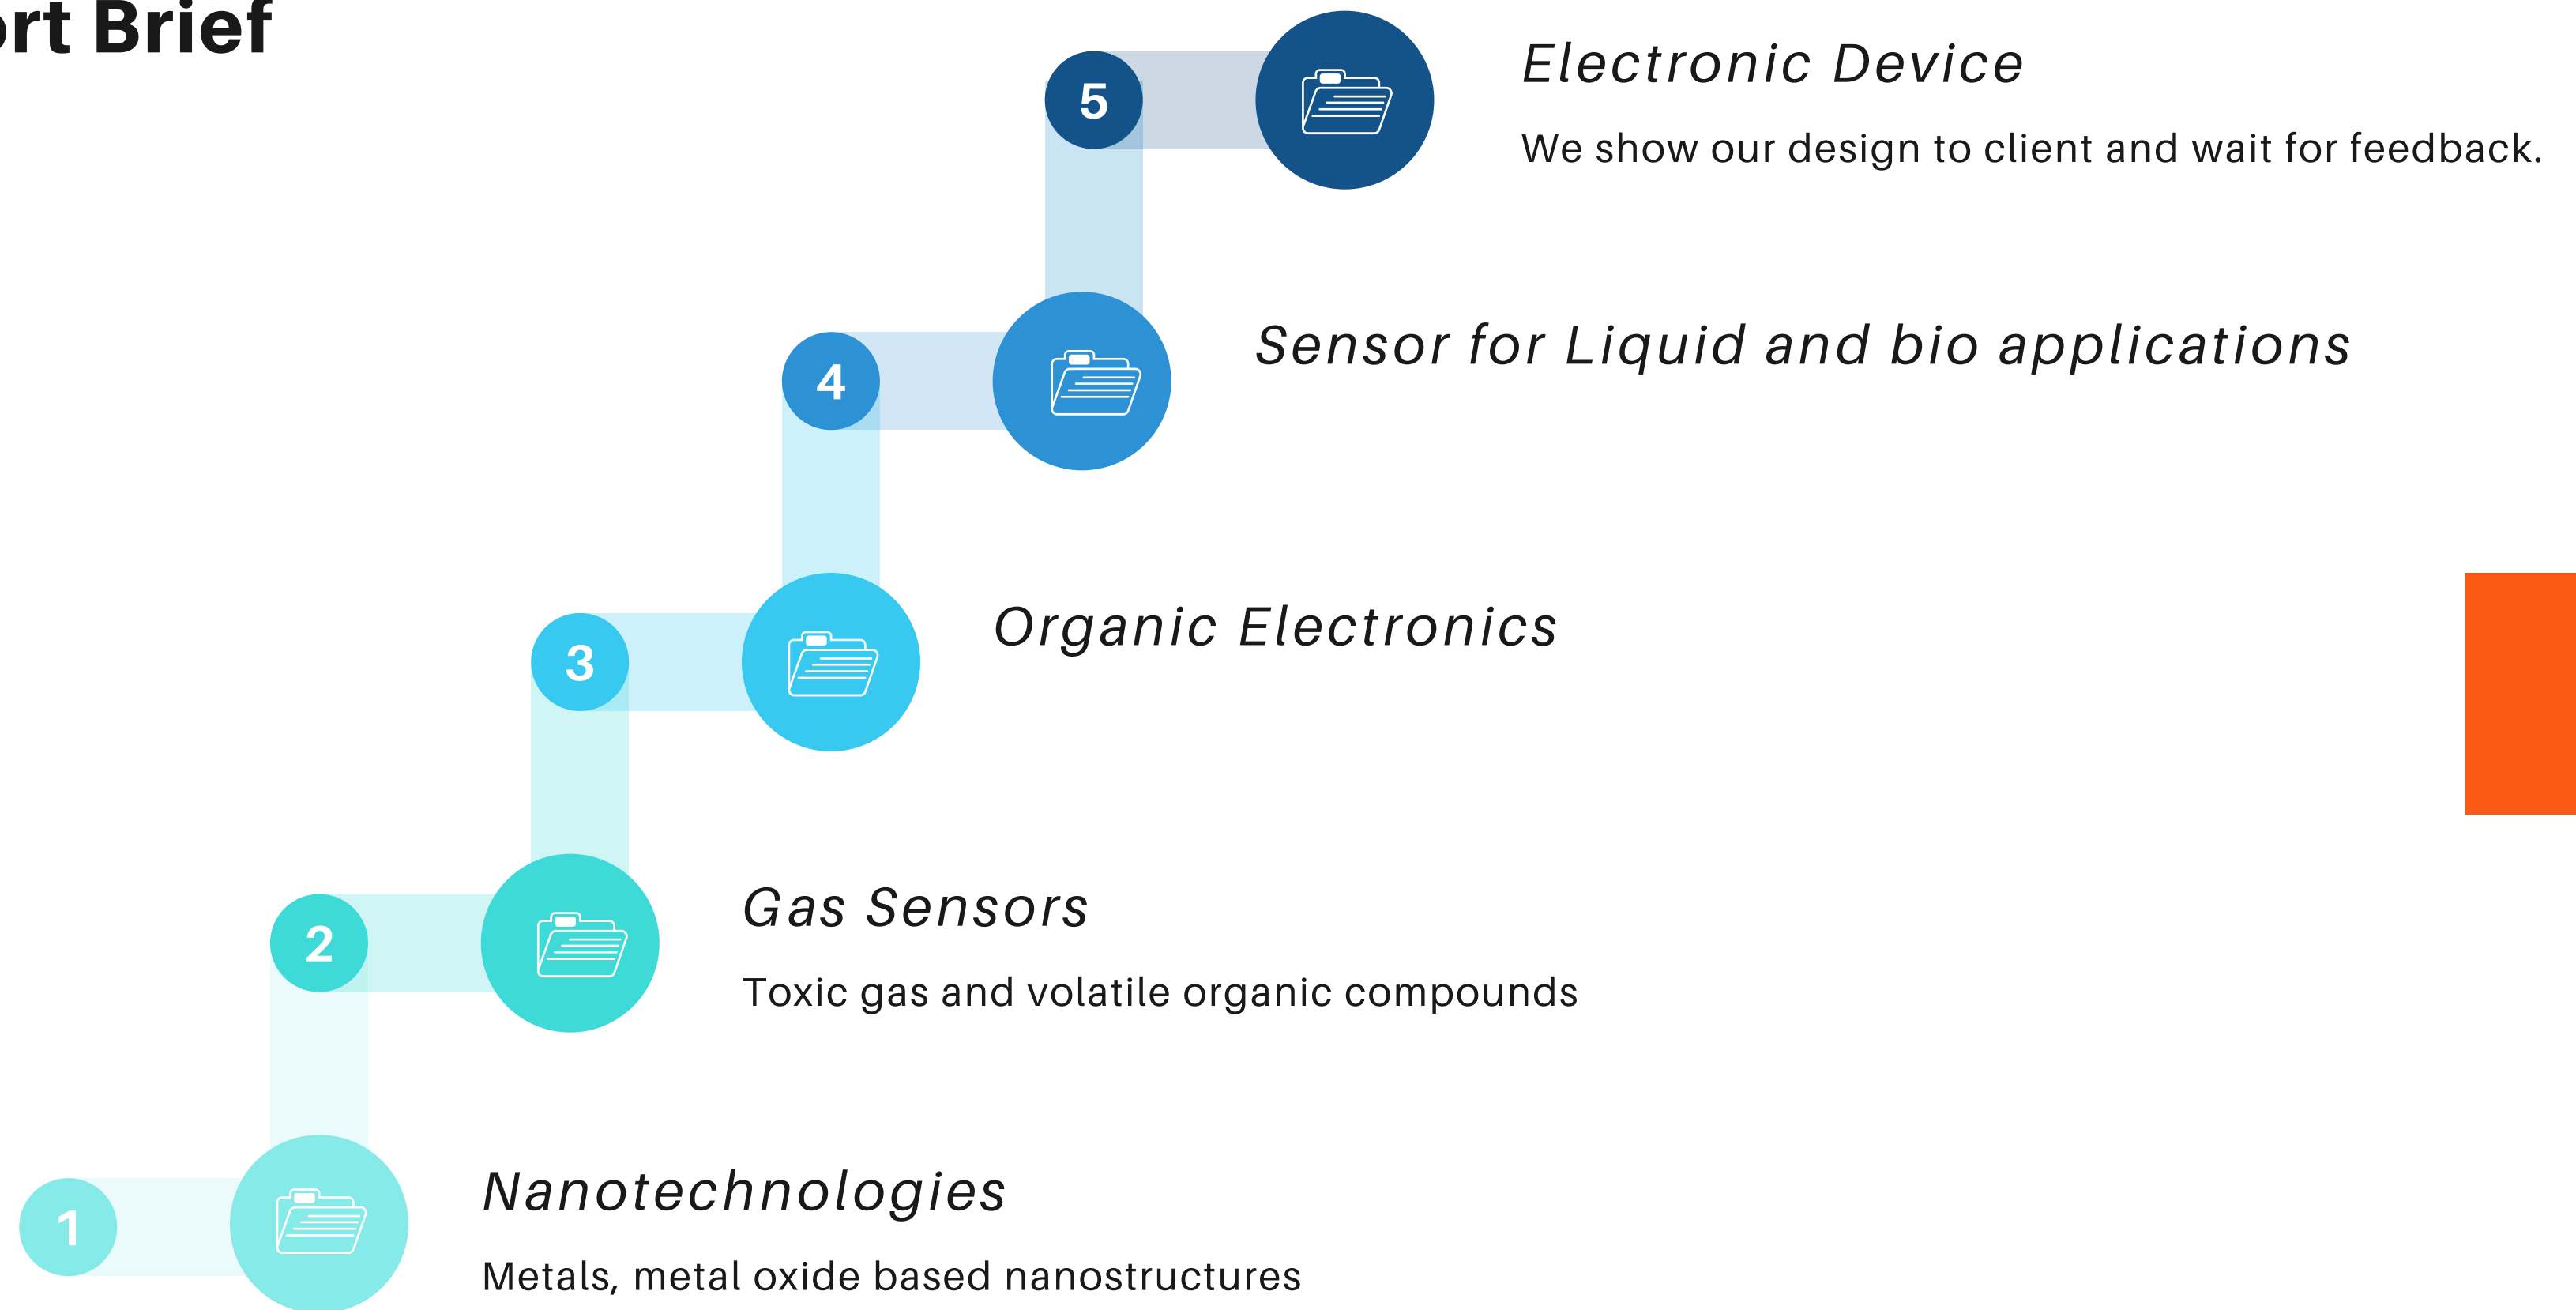 Brief
5
Electronic Device
We show our design to client and wait for feedback.
4
Sensor for Liquid and bio applications
3
Organic Electronics
2
Gas Sensors
Toxic gas and volatile organic compounds
1
Nanotechnologies
Metals, metal oxide based nanostructures